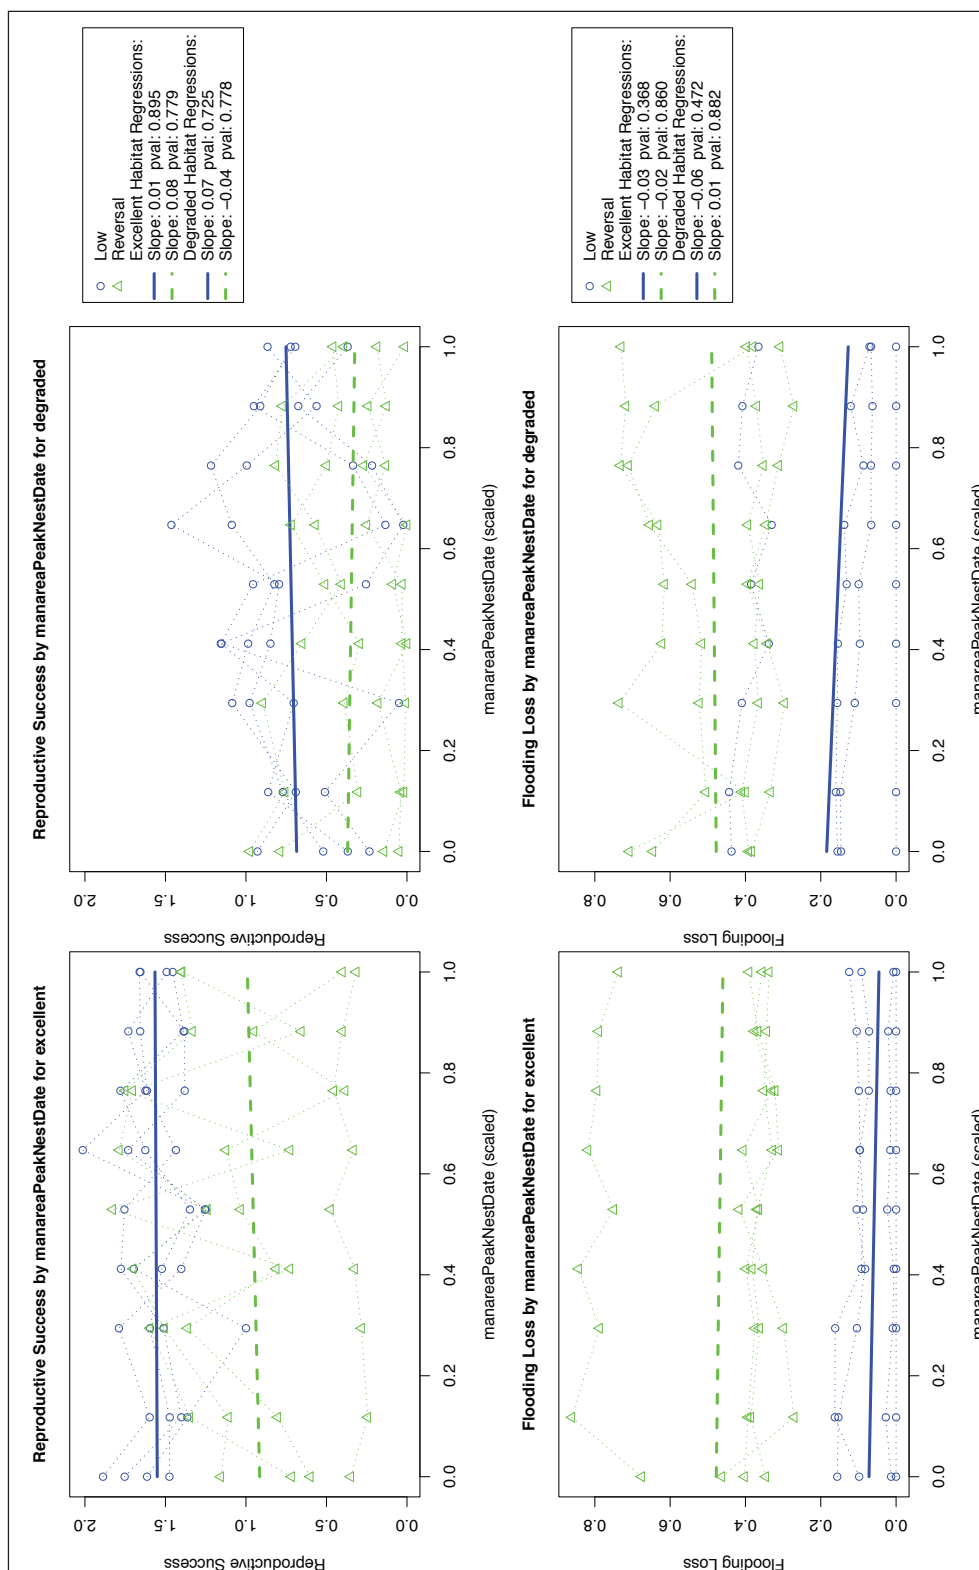 Reproductive Success by manareaPeakNestDate for excellent
Reproductive Success
0.0 0.5 1.0 1.5 2.0
0.0 0.2 0.4 0.6 0.8 1.0
manareaPeakNestDate (scaled)
Reproductive Success by manareaPeakNestDate for degraded
Reproductive Success
0.0 0.5 1.0 1.5 2.0
0.0 0.2 0.4 0.6 0.8 1.0
manareaPeakNestDate (scaled)
Low
Reversal
Excellent Habitat Regressions:
Slope: 0.01 pval: 0.895
Slope: 0.08 pval: 0.779
Degraded Habitat Regressions:
Slope: 0.07 pval: 0.725
Slope: −0.04 pval: 0.778
Flooding Loss by manareaPeakNestDate for excellent
Flooding Loss
0.0 0.2 0.4 0.6 0.8
0.0 0.2 0.4 0.6 0.8 1.0
manareaPeakNestDate (scaled)
Flooding Loss by manareaPeakNestDate for degraded
Flooding Loss
0.0 0.2 0.4 0.6 0.8
0.0 0.2 0.4 0.6 0.8 1.0
manareaPeakNestDate (scaled)
Low
Reversal
Excellent Habitat Regressions:
Slope: −0.03 pval: 0.368
Slope: −0.02 pval: 0.860
Degraded Habitat Regressions:
Slope: −0.06 pval: 0.472
Slope: 0.01 pval: 0.882